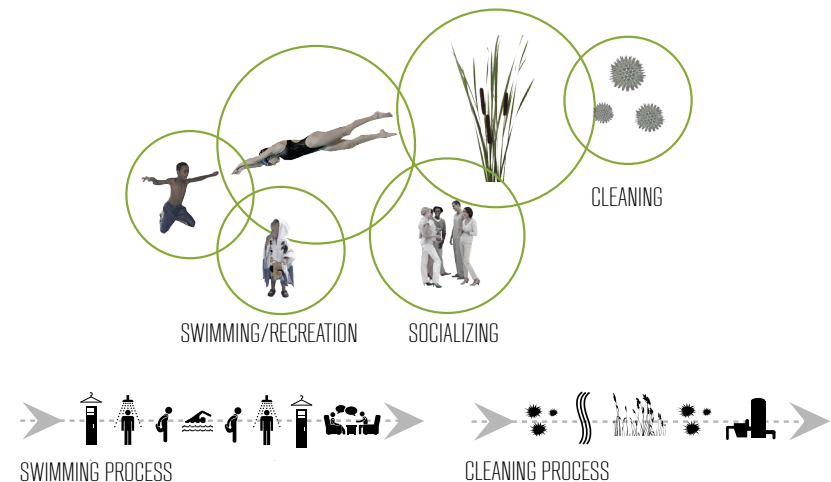 CLEANING
SWIMMING/RECREATION
SOCIALIZING
SWIMMING PROCESS
CLEANING PROCESS